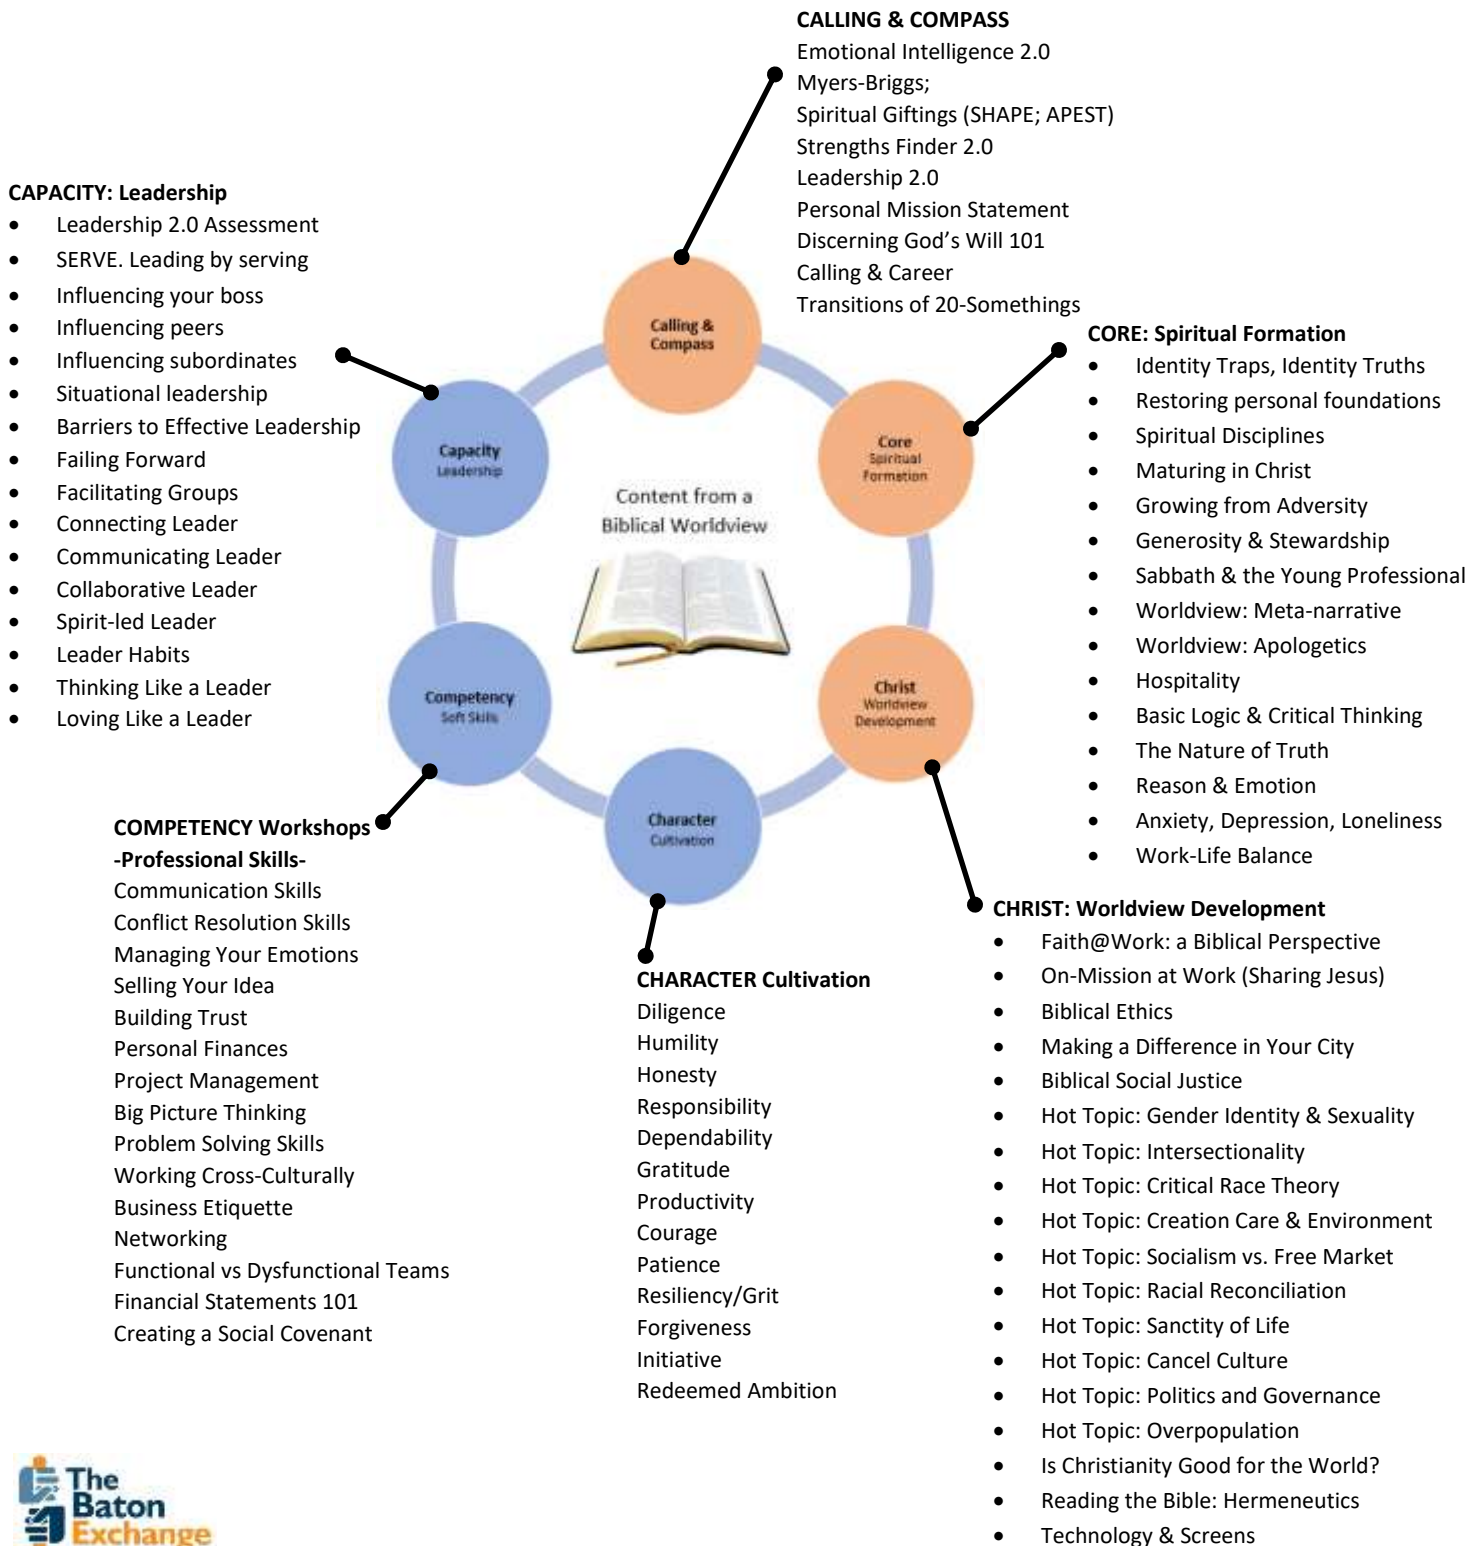 CALLING & COMPASS
Emotional Intelligence 2.0
Myers-Briggs;
Spiritual Giftings (SHAPE; APEST)
Strengths Finder 2.0
Leadership 2.0
Personal Mission Statement
Discerning God’s Will 101
Calling & Career
Transitions of 20-Somethings
CAPACITY: Leadership
• Leadership 2.0 Assessment
• SERVE. Leading by serving
• Influencing your boss
• Influencing peers
• Influencing subordinates
• Situational leadership
• Barriers to Effective Leadership
• Failing Forward
• Facilitating Groups
• Connecting Leader
• Communicating Leader
• Collaborative Leader
• Spirit-led Leader
• Leader Habits
• Thinking Like a Leader
• Loving Like a Leader
Calling &
Compass
Capacity
Leadership
Core
Spiritual
Formation
Content from a
Biblical Worldview
Competency
Soft Skills
Christ
Worldview
Development
Character
Cultivation
CORE: Spiritual Formation
• Identity Traps, Identity Truths
• Restoring personal foundations
• Spiritual Disciplines
• Maturing in Christ
• Growing from Adversity
• Generosity & Stewardship
• Sabbath & the Young Professional
• Worldview: Meta-narrative
• Worldview: Apologetics
• Hospitality
• Basic Logic & Critical Thinking
• The Nature of Truth
• Reason & Emotion
• Anxiety, Depression, Loneliness
• Work-Life Balance
COMPETENCY Workshops
-Professional Skills-
Communication Skills
Conflict Resolution Skills
Managing Your Emotions
Selling Your Idea
Building Trust
Personal Finances
Project Management
Big Picture Thinking
Problem Solving Skills
Working Cross-Culturally
Business Etiquette
Networking
Functional vs Dysfunctional Teams
Financial Statements 101
Creating a Social Covenant
CHARACTER Cultivation
Diligence
Humility
Honesty
Responsibility
Dependability
Gratitude
Productivity
Courage
Patience
Resiliency/Grit
Forgiveness
Initiative
Redeemed Ambition
CHRIST: Worldview Development
• Faith@Work: a Biblical Perspective
• On-Mission at Work (Sharing Jesus)
• Biblical Ethics
• Making a Difference in Your City
• Biblical Social Justice
• Hot Topic: Gender Identity & Sexuality
• Hot Topic: Intersectionality
• Hot Topic: Critical Race Theory
• Hot Topic: Creation Care & Environment
• Hot Topic: Socialism vs. Free Market
• Hot Topic: Racial Reconciliation
• Hot Topic: Sanctity of Life
• Hot Topic: Cancel Culture
• Hot Topic: Politics and Governance
• Hot Topic: Overpopulation
• Is Christianity Good for the World?
• Reading the Bible: Hermeneutics
• Technology & Screens
The
Baton
Exchange